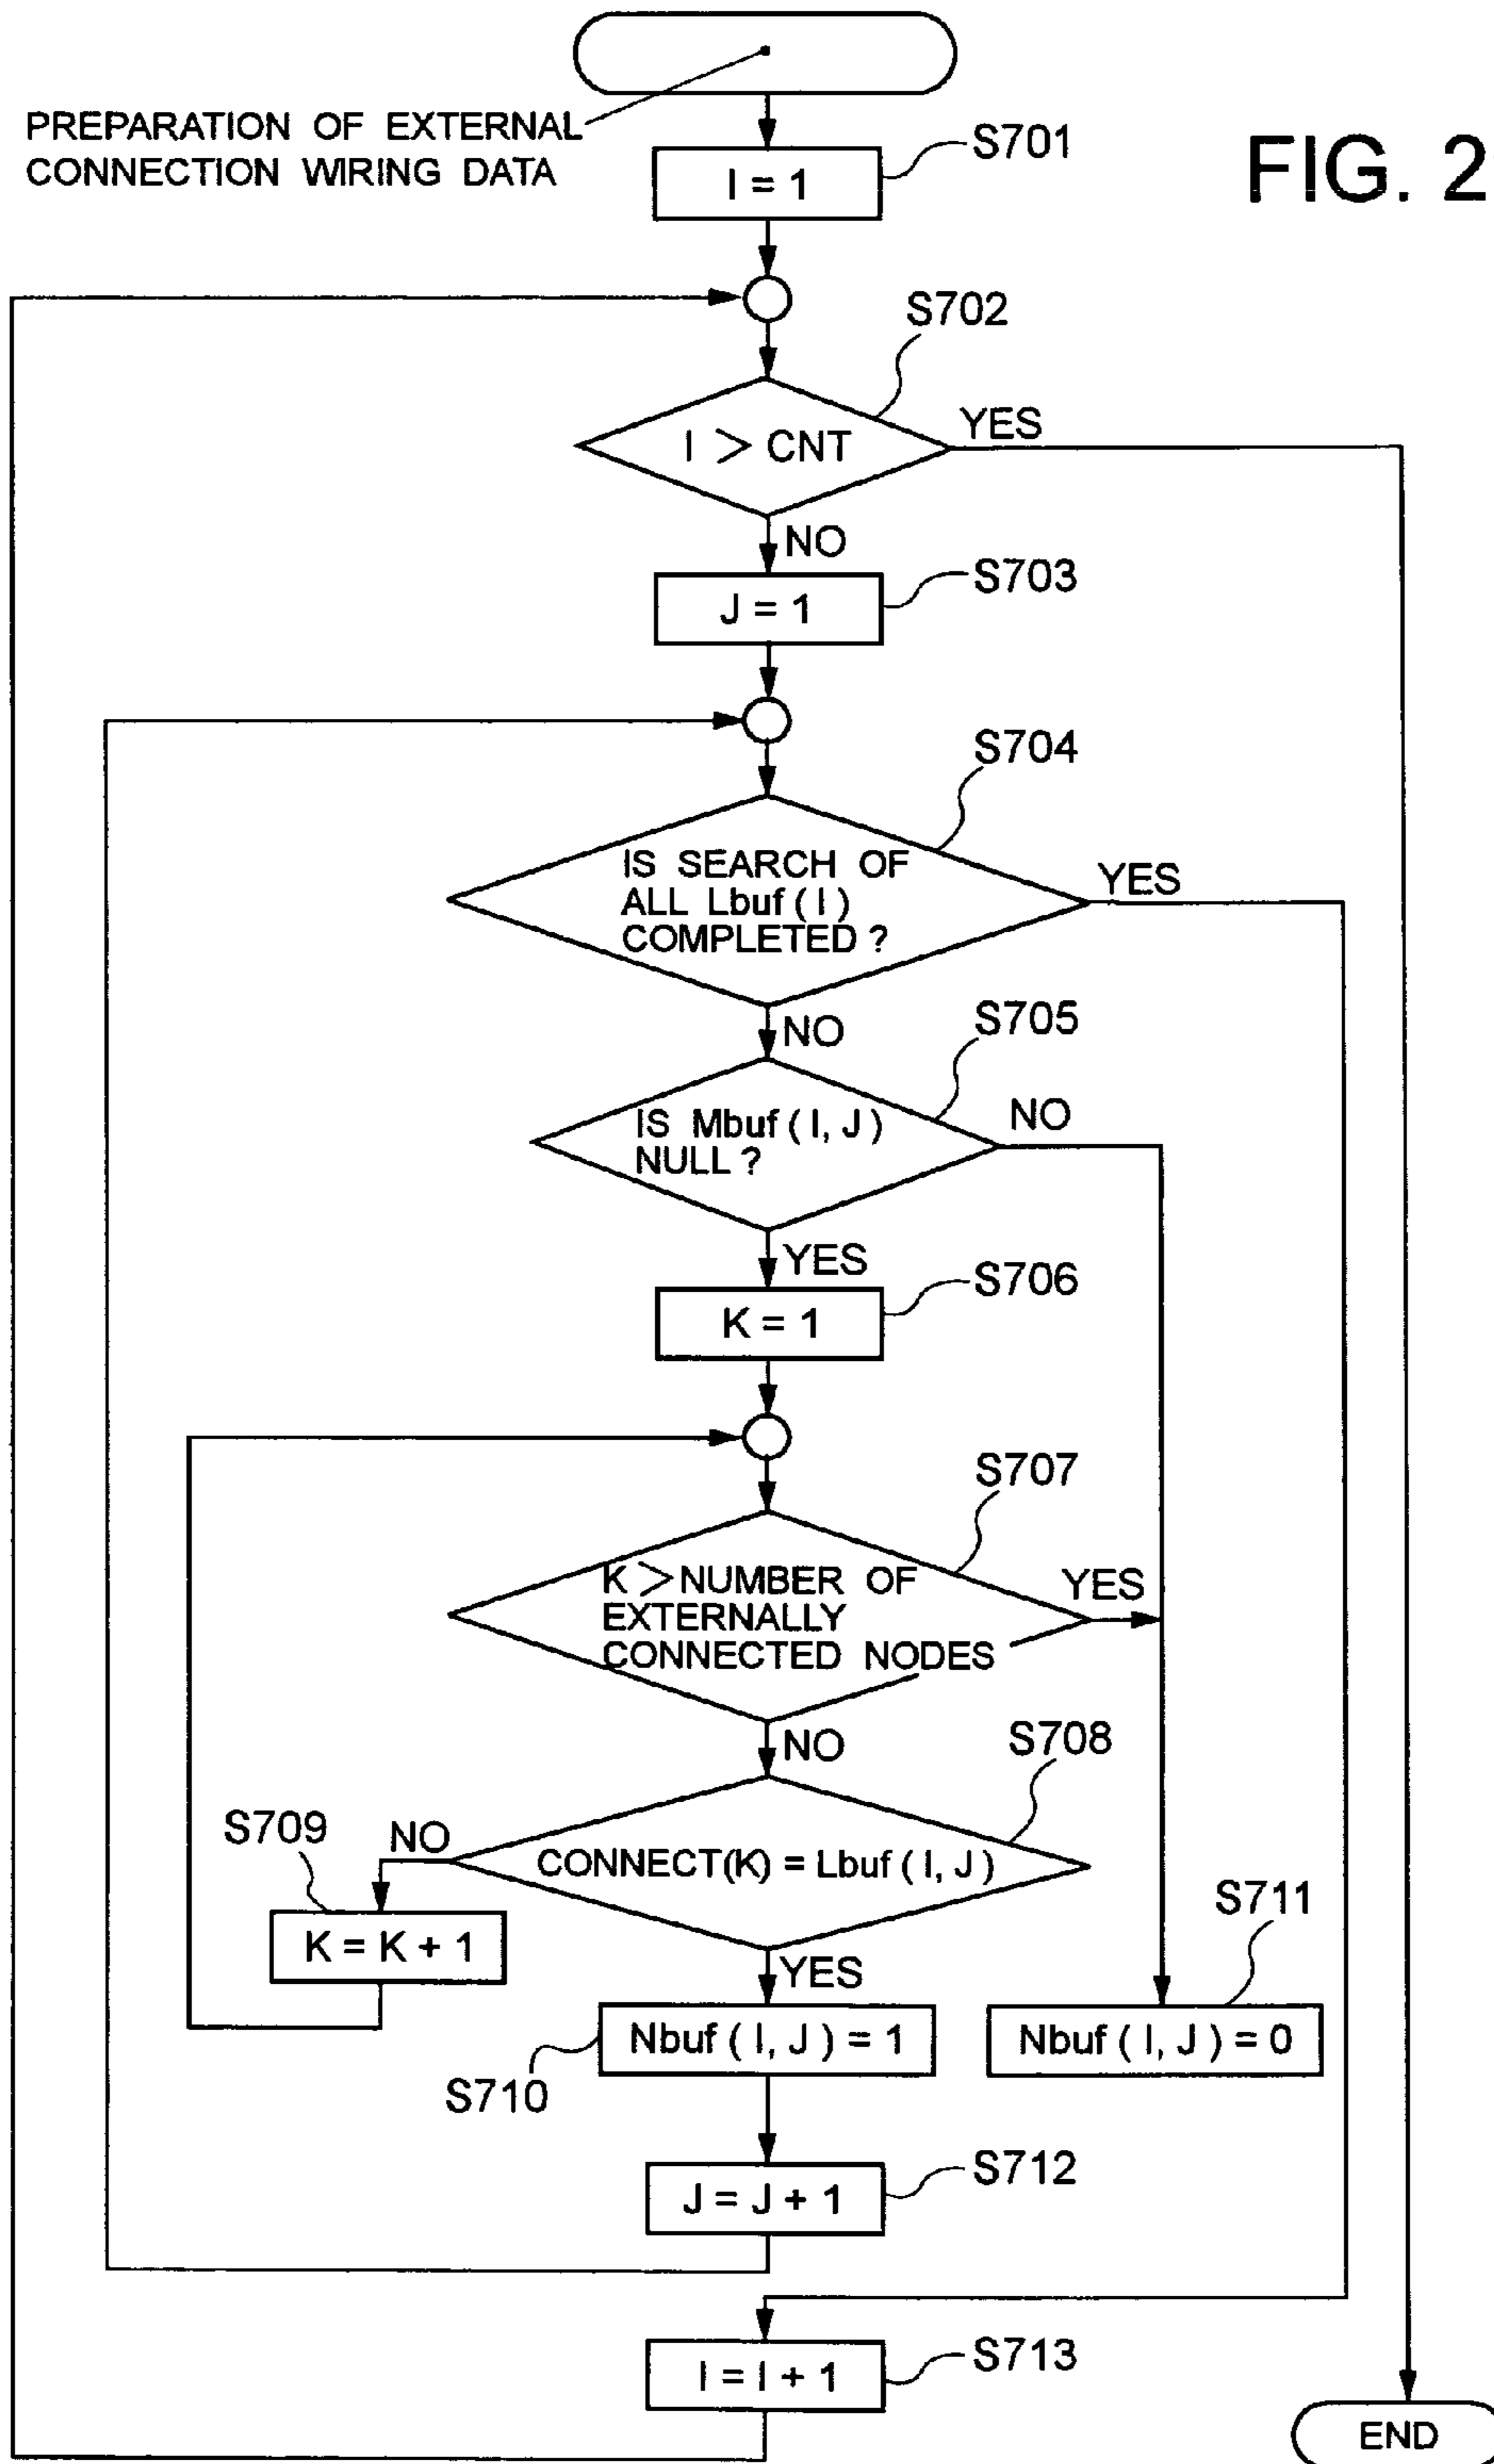 PREPARATION OF EXTERNAL
CONNECTION WIRING DATA
FIG. 2
S701
I = 1
S702
I > CNT
YES
NO
S703
J = 1
S704
IS SEARCH OF
ALL Lbuf ( I )
COMPLETED ?
YES
NO
S705
IS Mbuf ( I, J )
NULL ?
NO
YES
S706
K = 1
S707
K > NUMBER OF
EXTERNALLY
CONNECTED NODES
YES
NO
S708
S709
NO
CONNECT(K) = Lbuf ( I, J )
K = K + 1
YES
S711
Nbuf ( I, J ) = 1
Nbuf ( I, J ) = 0
S710
S712
J = J + 1
S713
I = I + 1
END